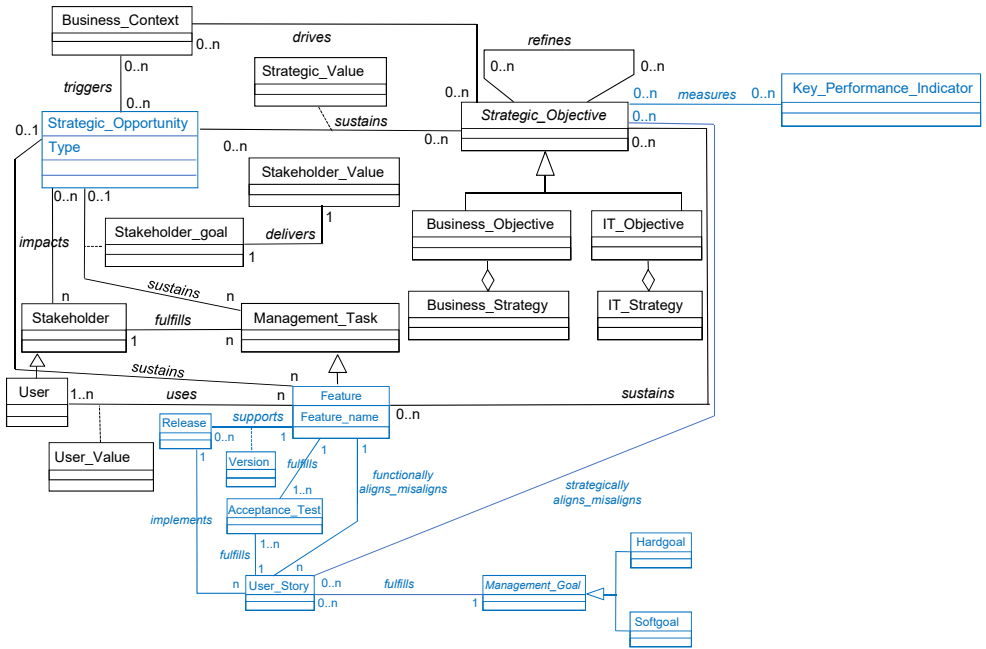 Business_Context
0..n
drives
refines
0..n
0..n
0..n
triggers
0..n
Strategic_Value
0..n
0..n
measures
0..n
Key_Performance_Indicator
0..1
Strategic_Opportunity
Type
sustains
0..n
0..n
Strategic_Objective
0..n
0..n
Stakeholder_Value
0..n
0..1
1
impacts
Stakeholder_goal
delivers
1
Business_Objective
IT_Objective
sustains
n
n
Business_Strategy
IT_Strategy
Stakeholder
fulfills
1
n
Management_Task
sustains
n
User
1..n
uses
n
Feature
Feature_name
0..n
sustains
Release
supports
0..n
1
1
1
1
User_Value
Version
fulfills
functionally
aligns_misaligns
strategically
aligns_misaligns
1..n
Acceptance_Test
implements
1..n
fulfills
1
n
n
User_Story
0..n
0..n
fulfills
1
Management_Goal
Hardgoal
Softgoal